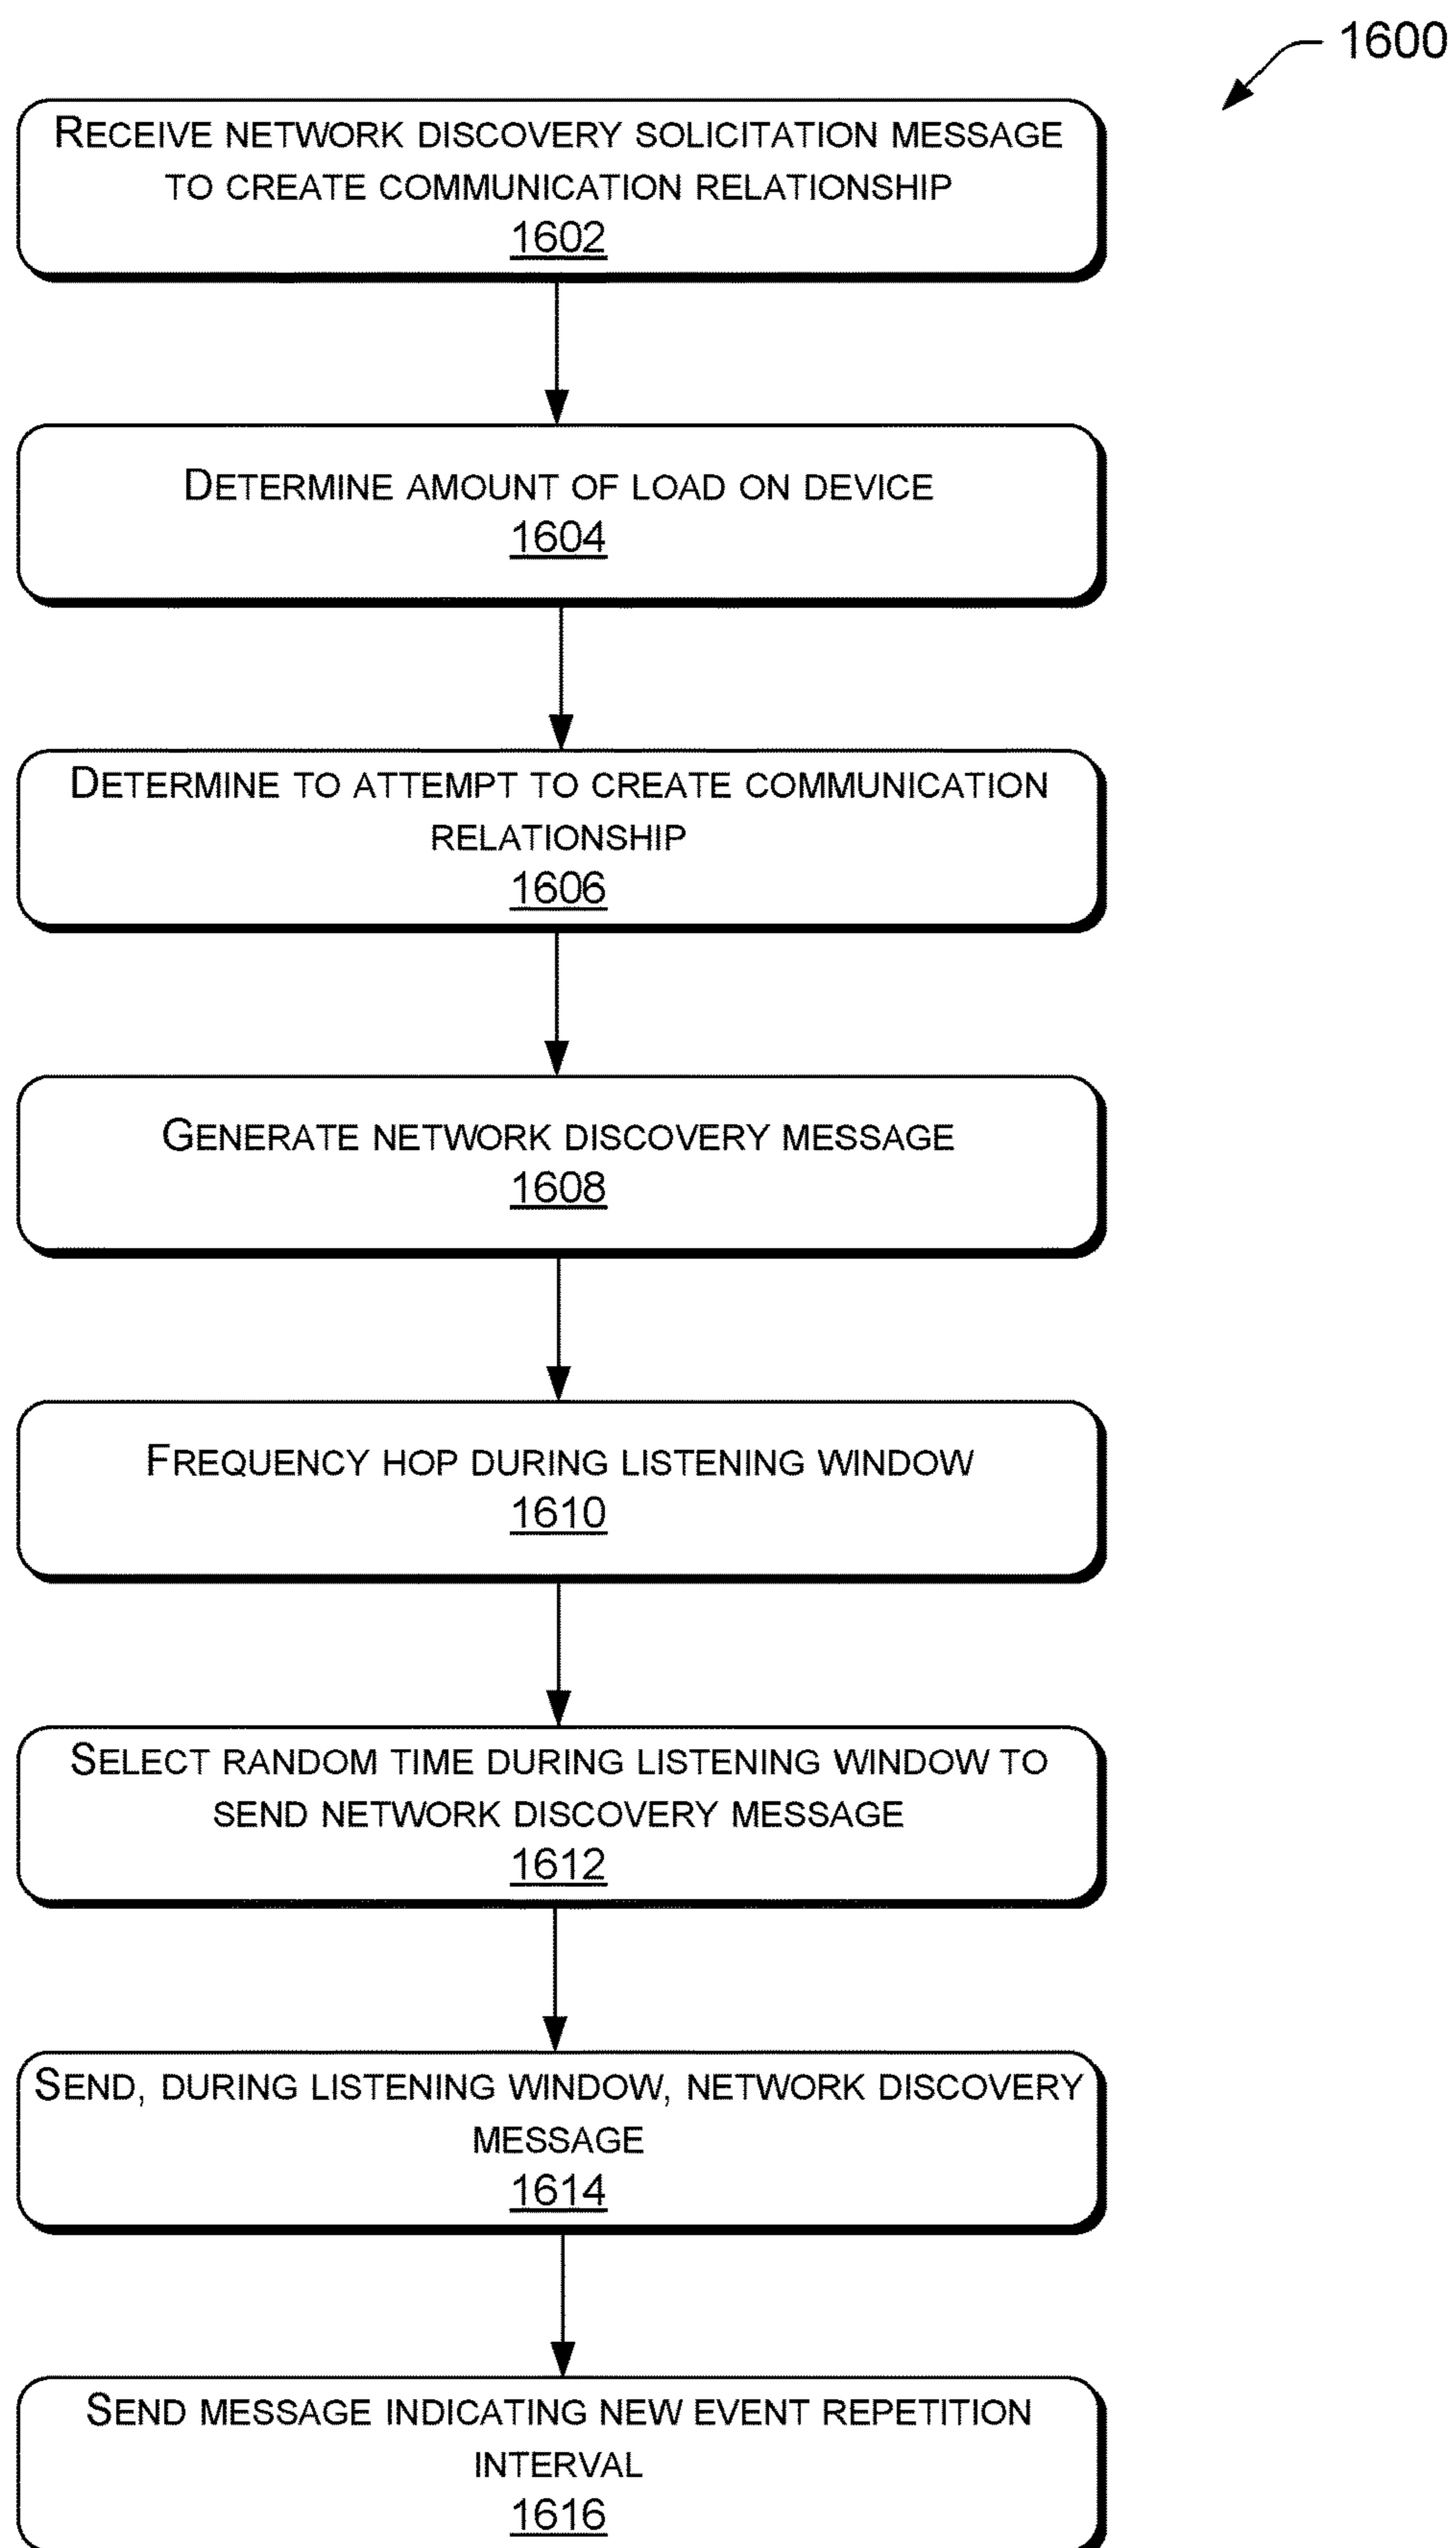 1600
RECEIVE NETWORK DISCOVERY SOLICITATION MESSAGE
TO CREATE COMMUNICATION RELATIONSHIP
1602
DETERMINE AMOUNT OF LOAD ON DEVICE
1604
DETERMINE TO ATTEMPT TO CREATE COMMUNICATION
RELATIONSHIP
1606
GENERATE NETWORK DISCOVERY MESSAGE
1608
FREQUENCY HOP DURING LISTENING WINDOW
1610
SELECT RANDOM TIME DURING LISTENING WINDOW TO
SEND NETWORK DISCOVERY MESSAGE
1612
SEND, DURING LISTENING WINDOW, NETWORK DISCOVERY
MESSAGE
1614
SEND MESSAGE INDICATING NEW EVENT REPETITION
INTERVAL
1616